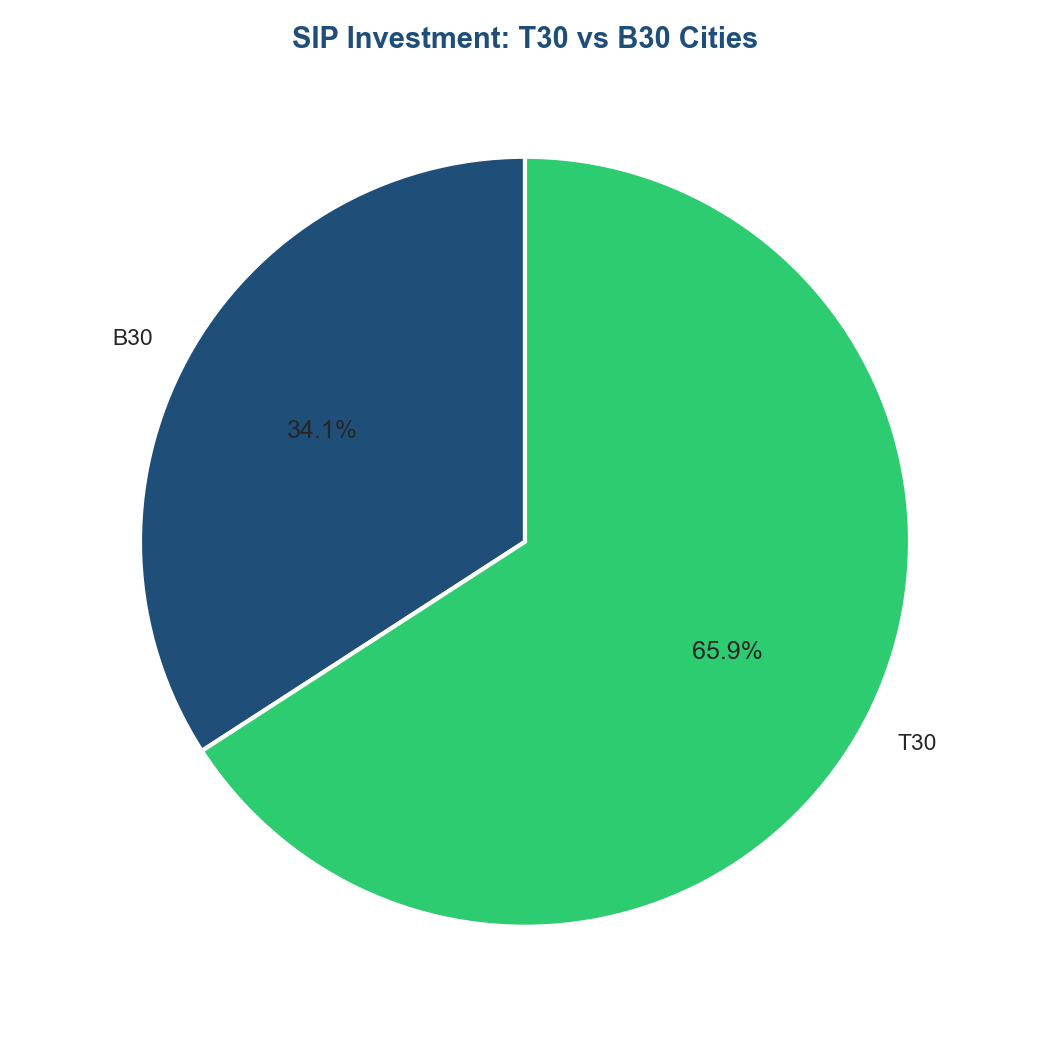 SIP Investment: T30 vs B30 Cities
B30
34.1%
65.9%
T30